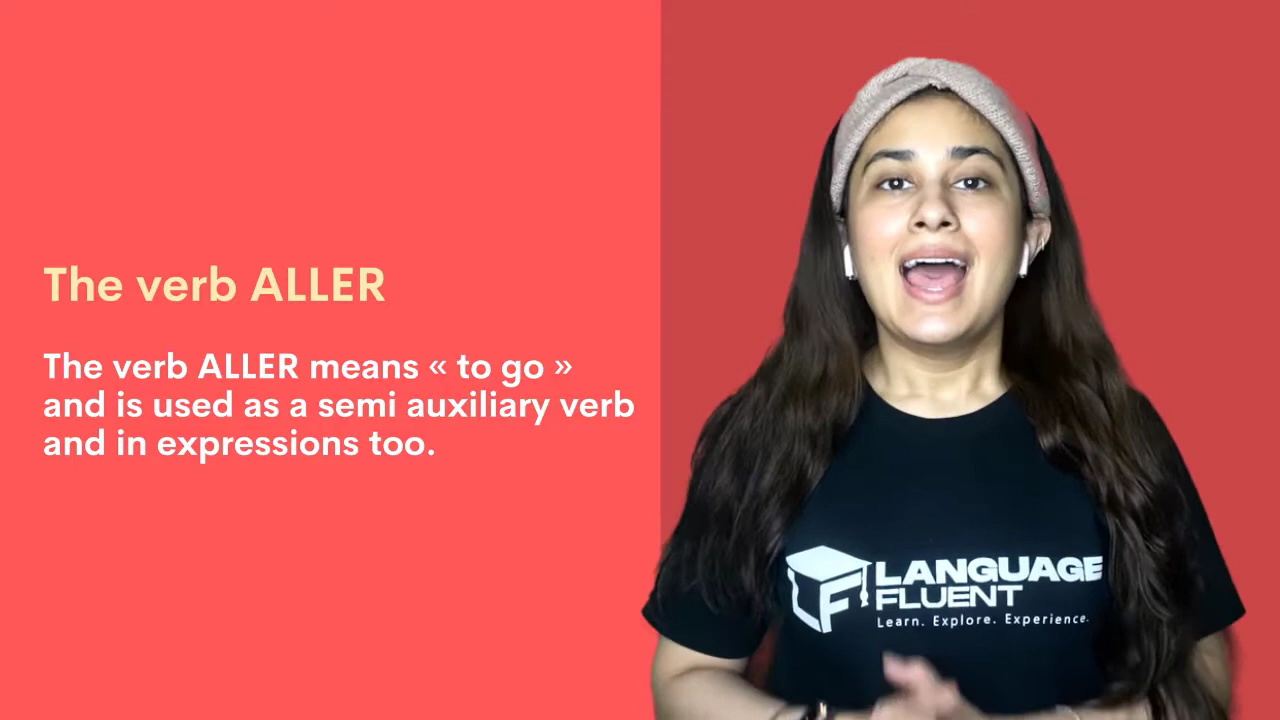 The verb ALLER
The verb ALLER means « to go »
and is used as a semi auxiliary verb
and in expressions too.
LF LANGUAGE
FLUENT
Learn. Explore. Experience.